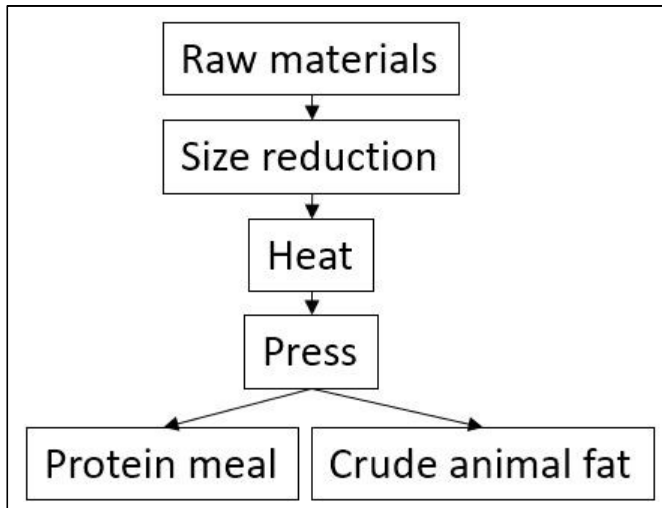 Raw materials
Size reduction
Heat
Press
Protein meal
Crude animal fat